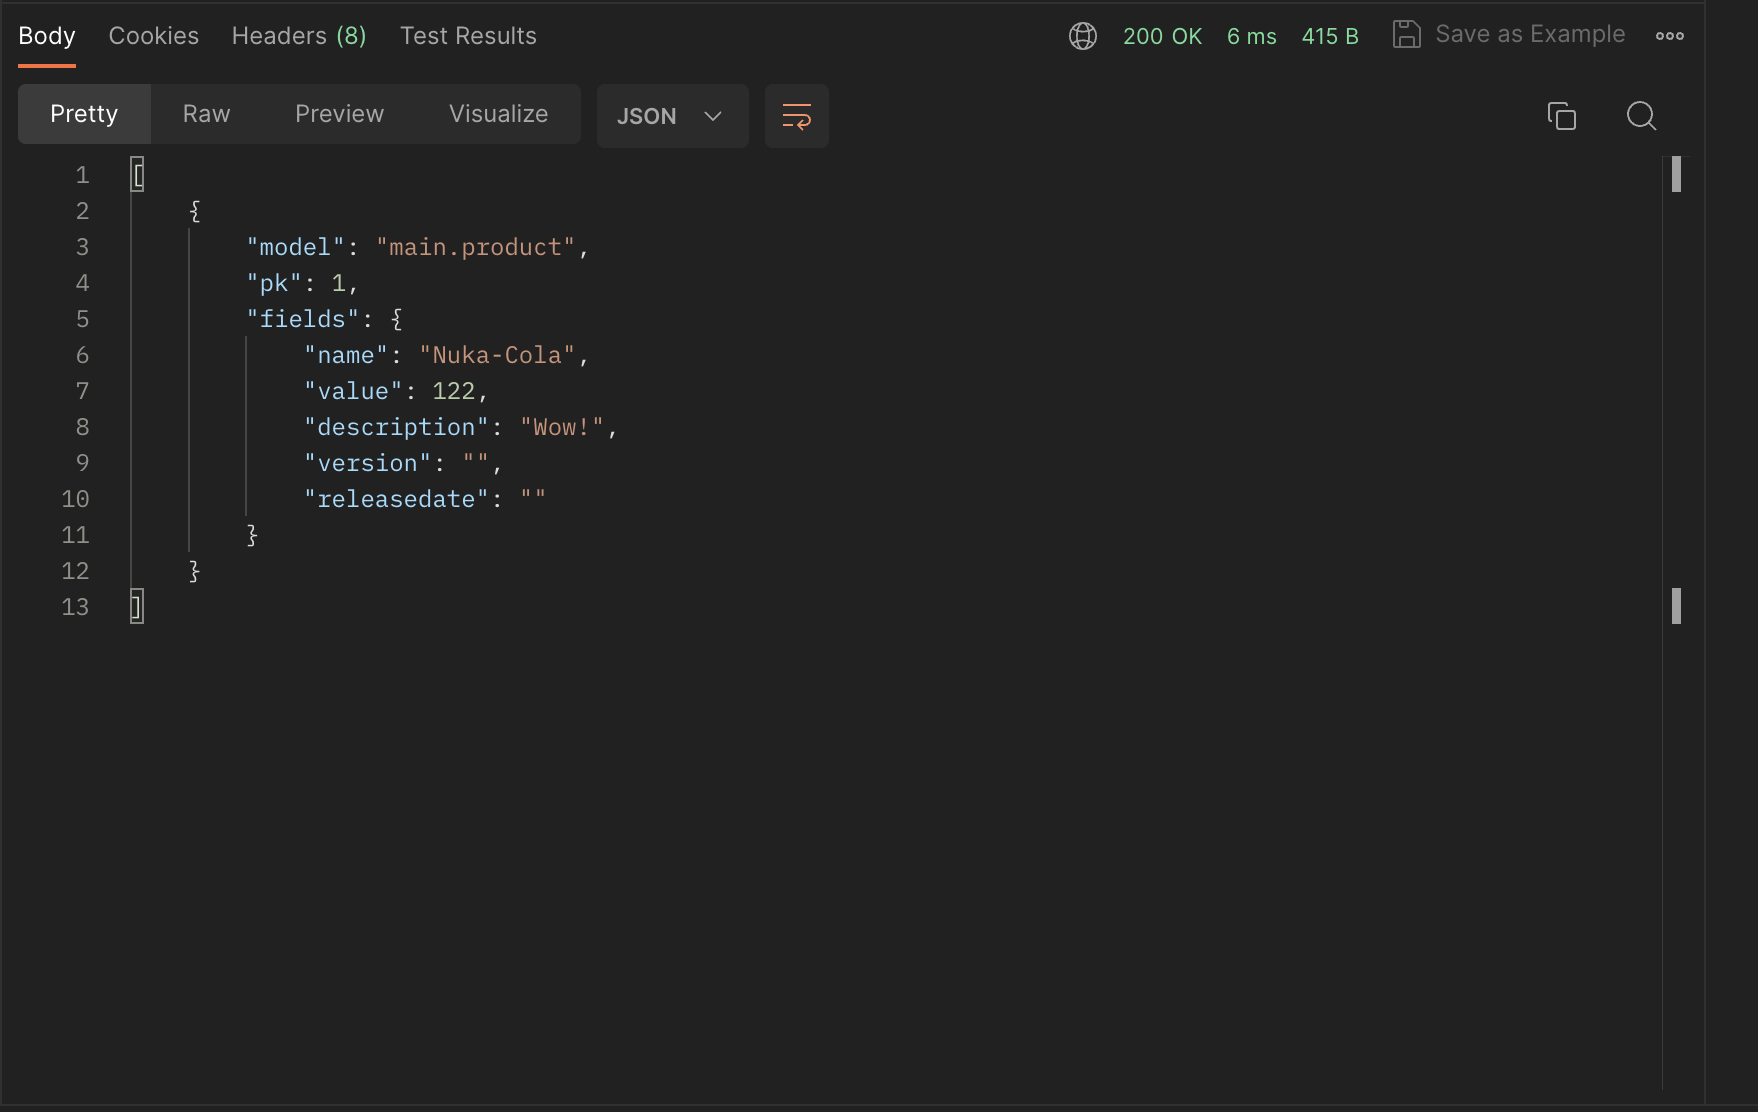 Body Cookies Headers (8) Test Results 200 OK 6 ms 415 B Save as Example
Pretty Raw Preview Visualize JSON
1 [
2 {
3 "model": "main.product",
4 "pk": 1,
5 "fields": {
6 "name": "Nuka-Cola",
7 "value": 122,
8 "description": "Wow!",
9 "version": "",
10 "releasedate": ""
11 }
12 }
13 ]